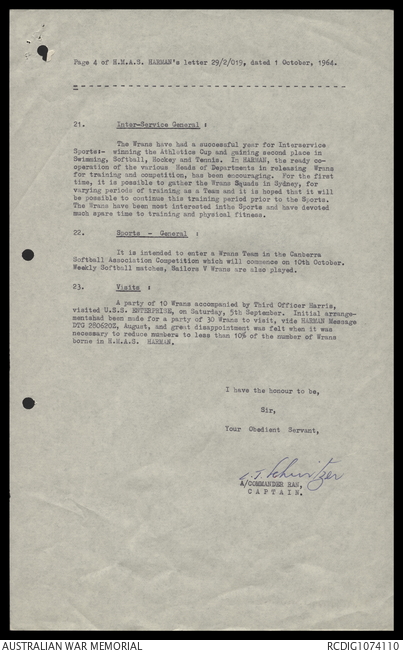 Page 4 of H.M.A.S. HARMAN's letter 29/2/019, dated 1 October, 1964.
21. Inter-Service General :
The Wrans have had a successful year for Interservice
Sports:- winning the Athletics Cup and gaining second place in
Swimming, Softball, Hockey and Tennis. In HARMAN, the ready co-
operation of the various Heads of Departments in releasing Wrans
for training and competition, has been encouraging. For the first
time, it is possible to gather the Wrans Squads in Sydney, for
varying periods of training as a Team and it is hoped that it will
be possible to continue this training period prior to the Sports.
The Wrans have been most interested inthe Sports and have devoted
much spare time to training and physical fitness.
22. Sports - General :
It is intended to enter a Wrans Team in the Canberra
Softball Association Competition which will commence on 10th October.
Weekly Softball matches, Sailors V Wrans are also played.
23. Visits :
A party of 10 Wrans accompanied by Third Officer Harris,
visited U.S.S. ENTERPRISE, on Saturday, 5th September. Initial arrange-
mentshad been made for a party of 30 Wrans to visit, vide HARMAN Message
DTG 280620Z, August, and great disappointment was felt when it was
necessary to reduce numbers to less than 10% of the number of Wrans
borne in H.M.A.S. HARMAN.
I have the honour to be,
Sir,
Your Obedient Servant,
A/COMMANDER RAN,
CAPTAIN.
AUSTRALIAN WAR MEMORIAL
RCDIG1074110